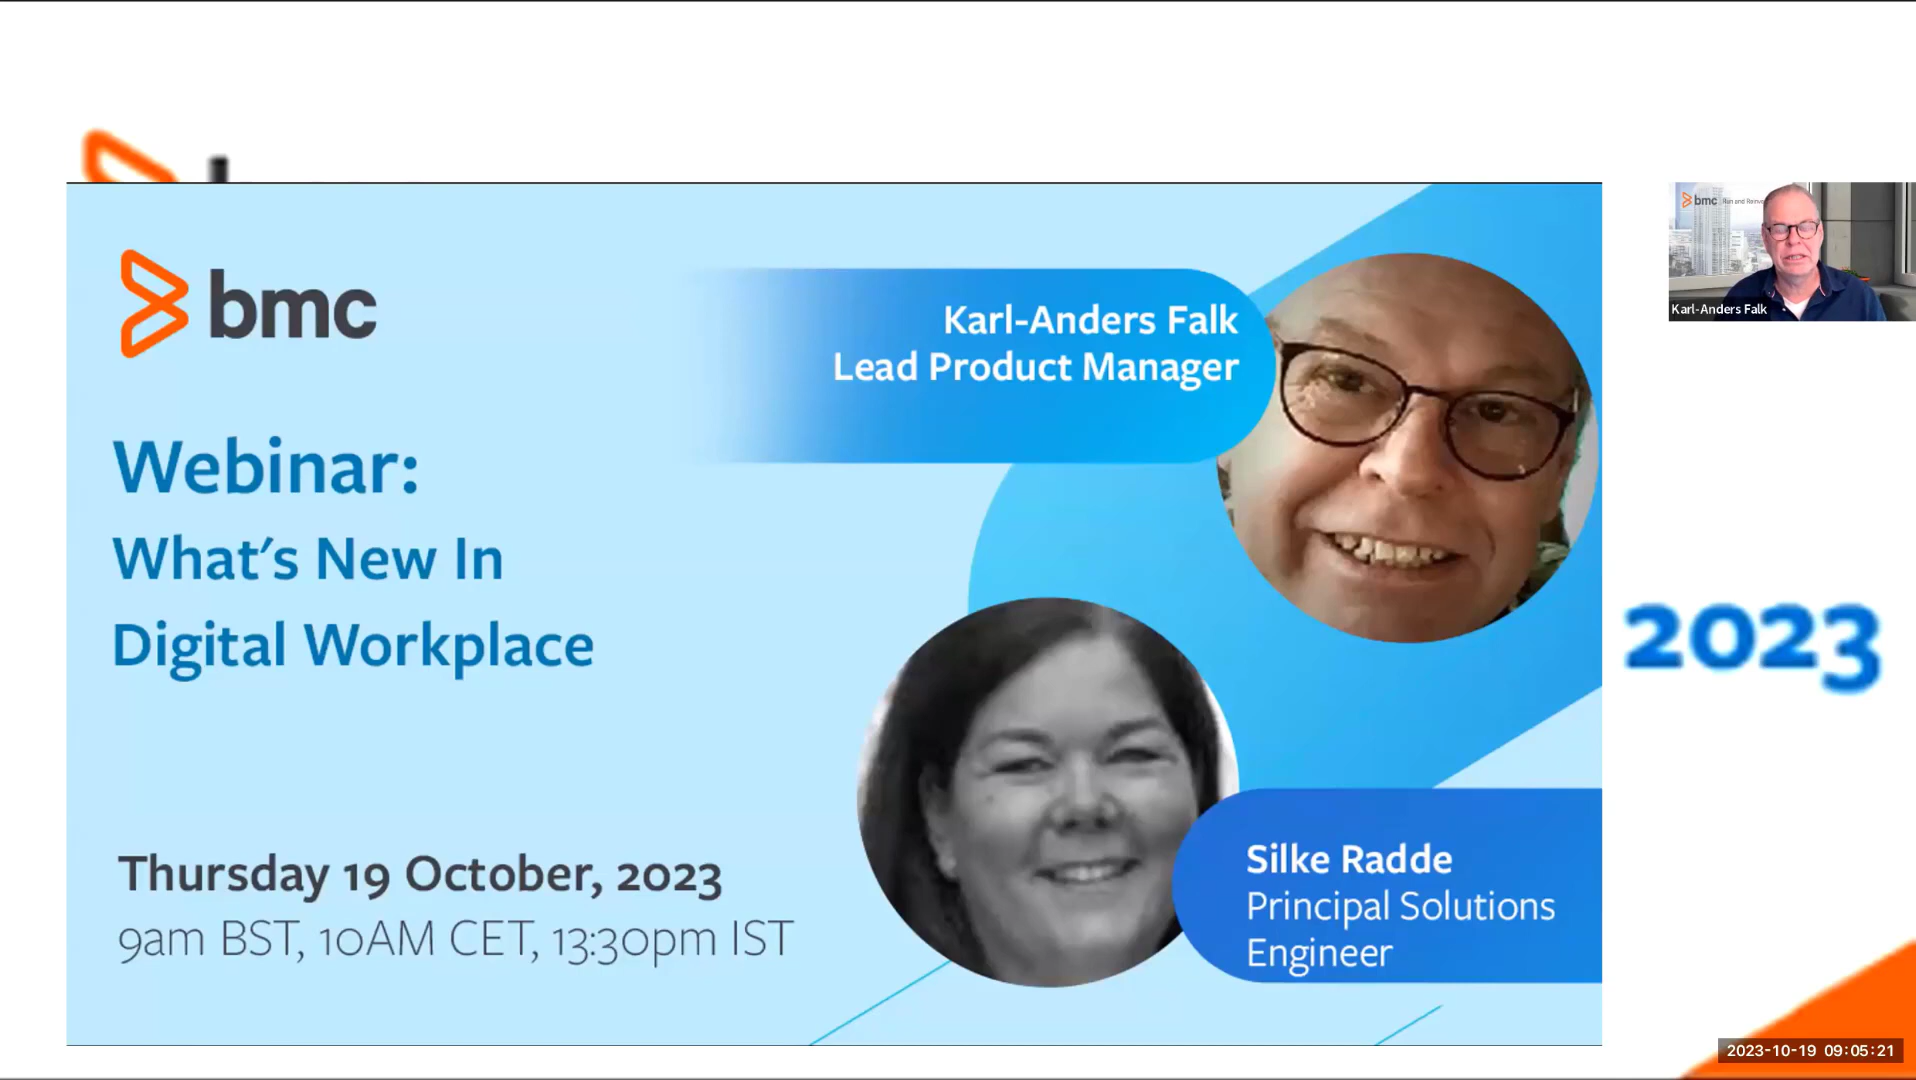 bmc
Karl-Anders Falk
Lead Product Manager
Webinar:
What's New In
Digital Workplace
Thursday 19 October, 2023
9am BST, 10AM CET, 13:30pm IST
Silke Radde
Principal Solutions
Engineer
bmc
Karl-Anders Falk
2023
2023-10-19 09:05:21